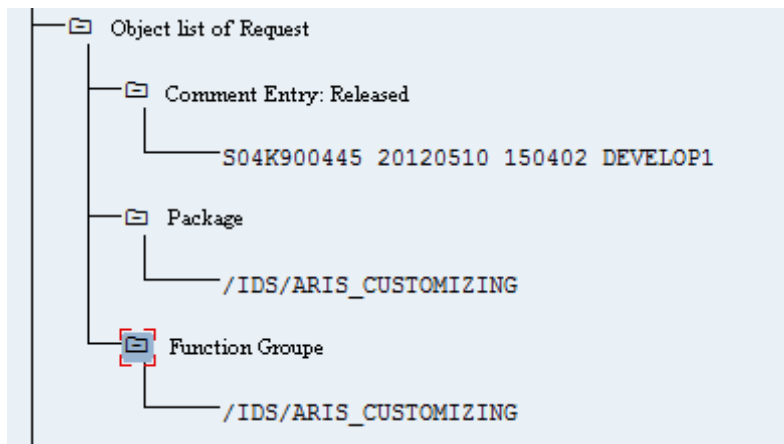 Object list of Request
Comment Entry: Released
S04K900445 20120510 150402 DEVELOP1
Package
/IDS/ARIS_CUSTOMIZING
Function Groupe
/IDS/ARIS_CUSTOMIZING